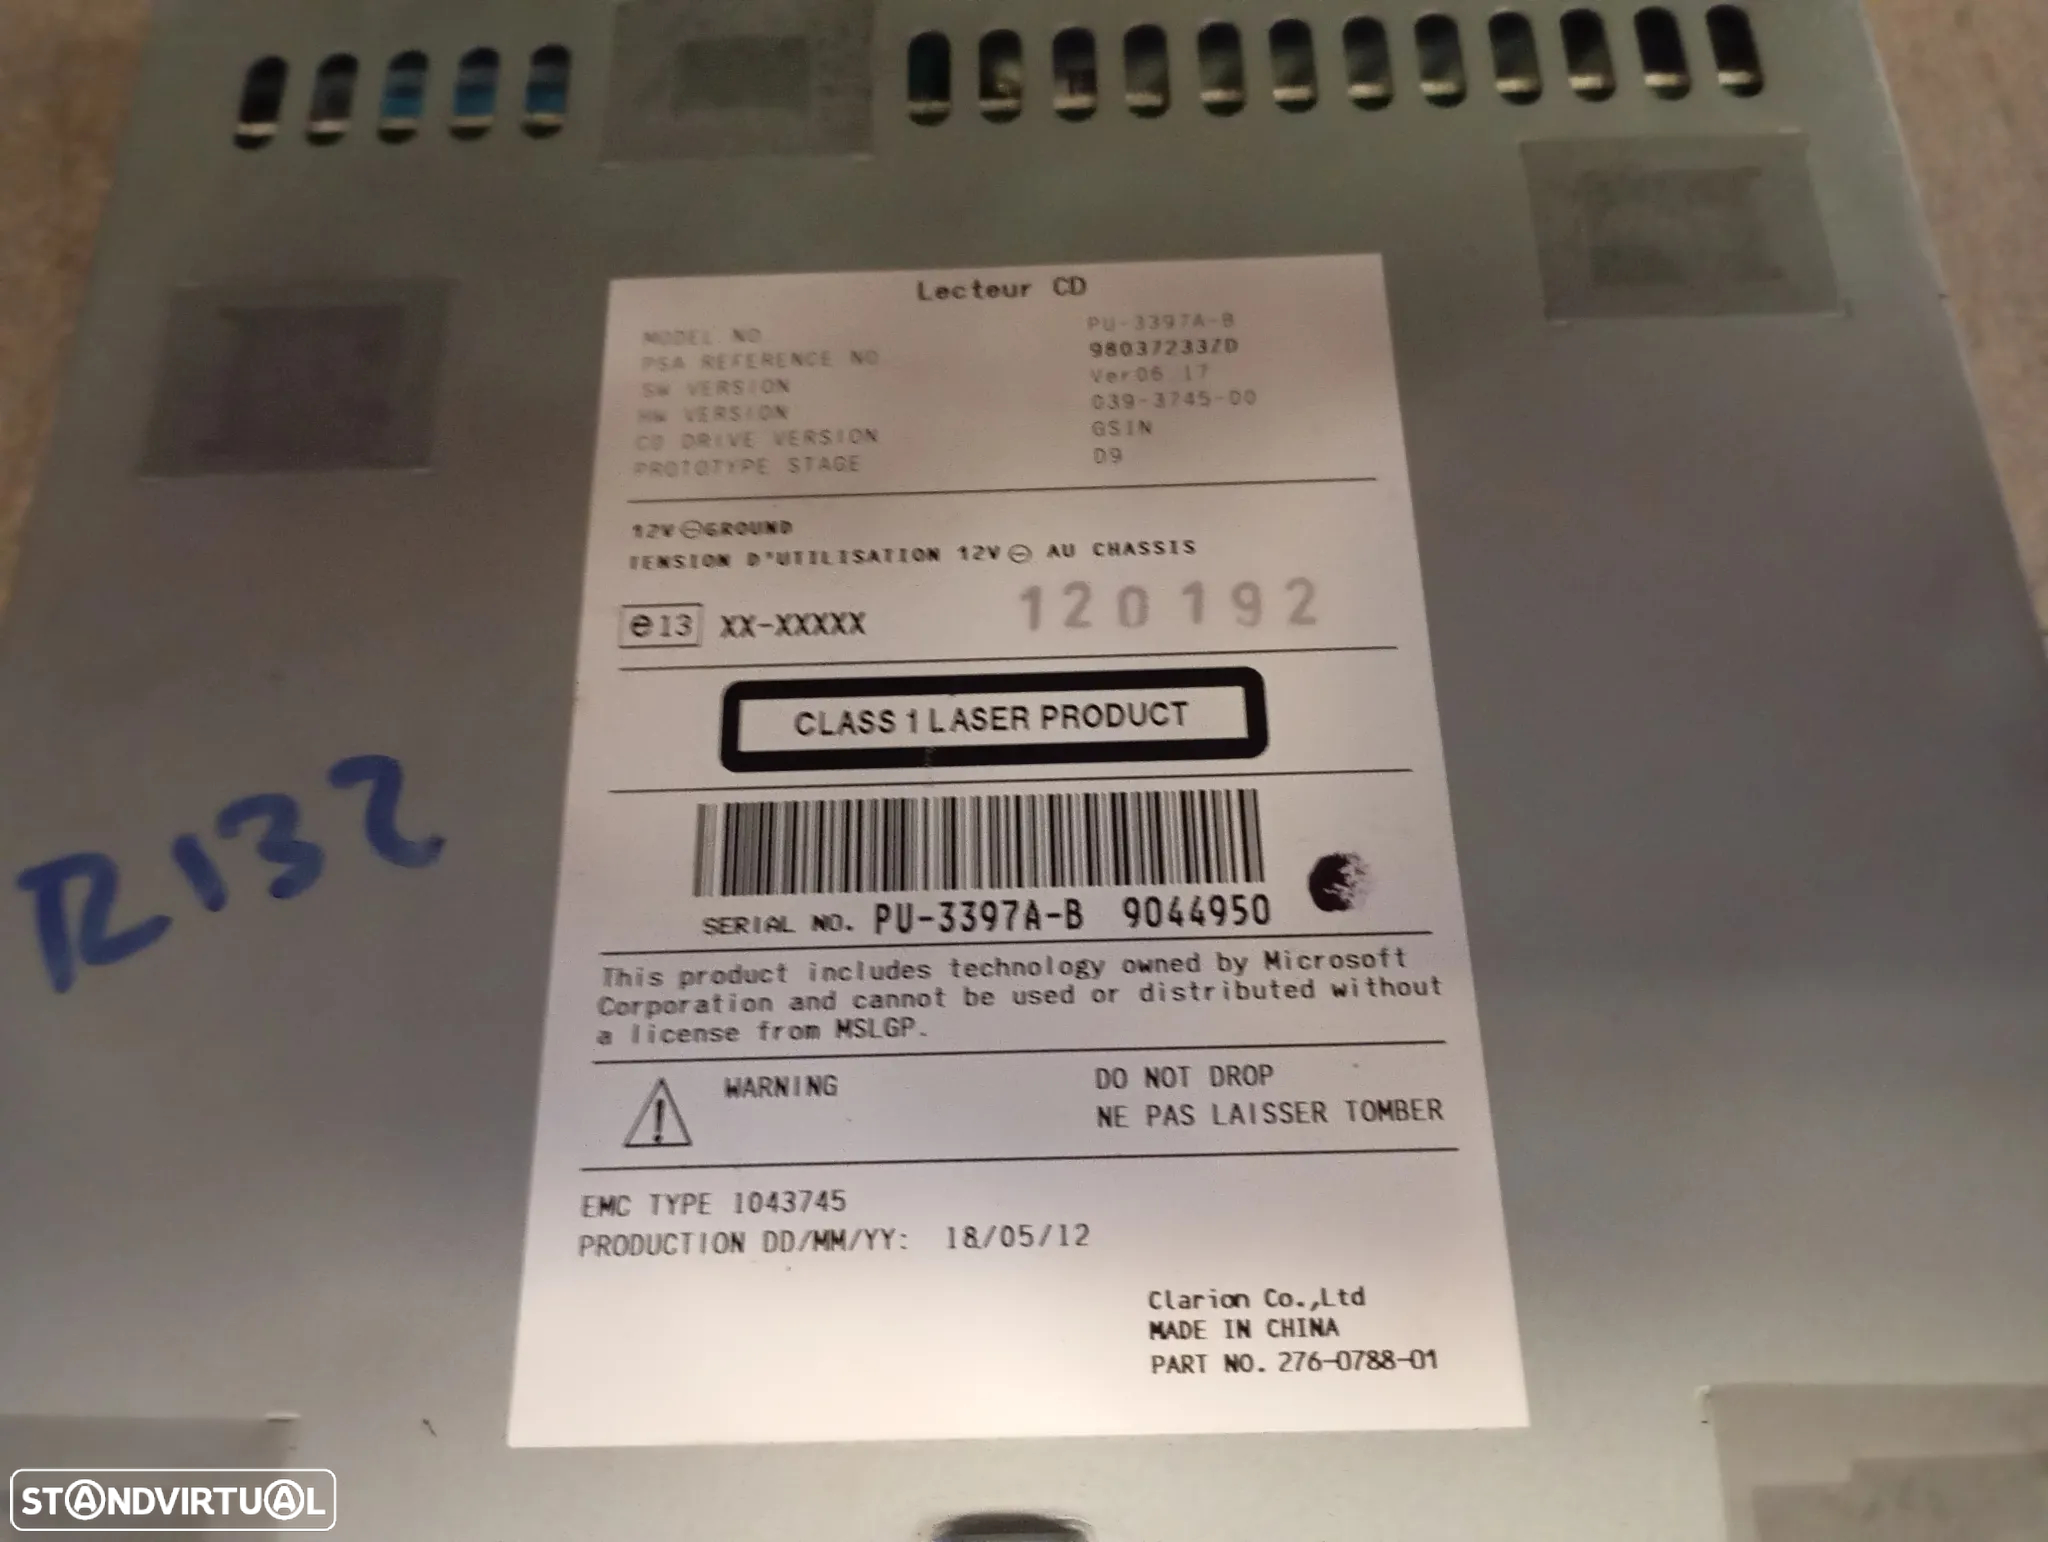 Lecteur CD
MODEL NO. PU-3397A-B
PSA REFERENCE NO 98037233ZD
SW VERSION Ver06.17
HW VERSION 039-3745-D0
CD DRIVE VERSION GSIN
PROTOTYPE STAGE D9
12V⊖GROUND
TENSION D'UTILISATION 12V⊖ AU CHASSIS
e13 XX-XXXXX 120192
CLASS 1 LASER PRODUCT
SERIAL NO. PU-3397A-B 9044950
This product includes technology owned by Microsoft
Corporation and cannot be used or distributed without
a license from MSLGP.
WARNING DO NOT DROP
NE PAS LAISSER TOMBER
EMC TYPE 1043745
PRODUCTION DD/MM/YY: 18/05/12
Clarion Co.,Ltd
MADE IN CHINA
PART NO. 276-0788-01
R132
STANDVIRTUAL